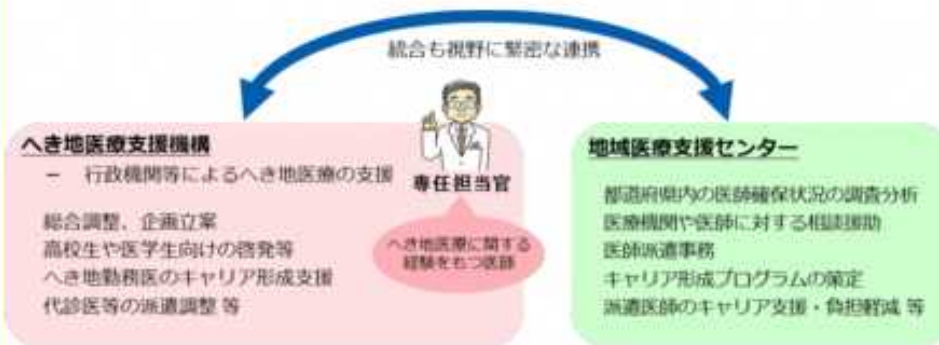 統合も視野に緊密な連携
へき地医療支援機構
ー 行政機関等によるへき地医療の支援
総合調整、企画立案
高校生や医学生向けの啓発等
へき地勤務医のキャリア形成支援
代診医等の派遣調整 等
専任担当官
へき地医療に関する
経験をもつ医師
地域医療支援センター
都道府県内の医師確保状況の調査分析
医療機関や医師に対する相談援助
医師派遣事務
キャリア形成プログラムの策定
派遣医師のキャリア支援・負担軽減 等